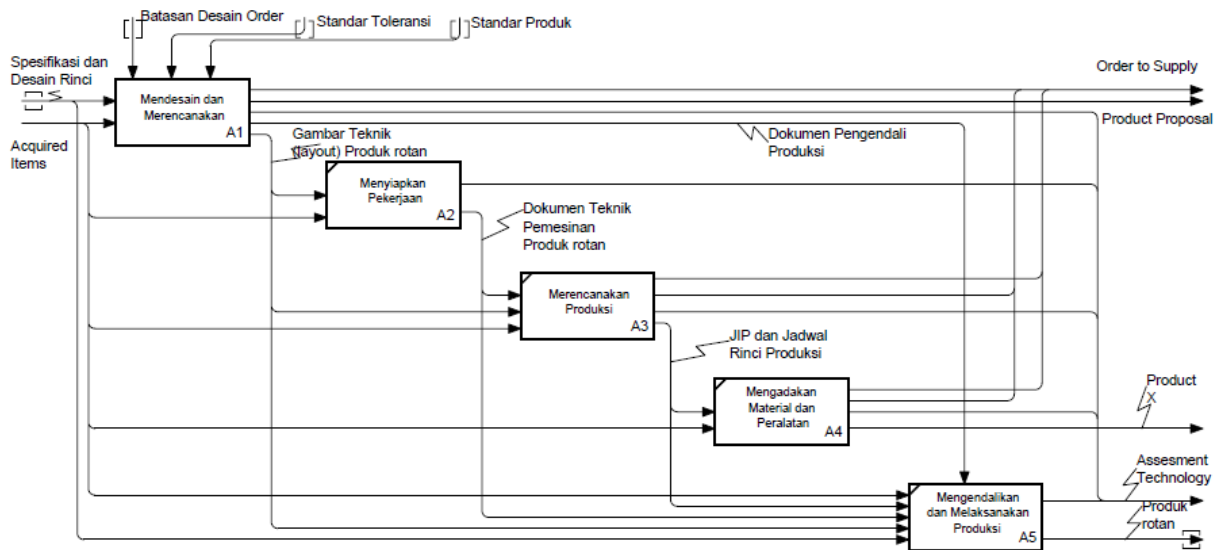 Batasan Desain Order
Standar Toleransi
Standar Produk
Spesifikasi dan
Desain Rinci
Order to Supply
Mendesain dan
Merencanakan
A1
Product Proposal
Acquired
Items
Gambar Teknik
(layout) Produk rotan
Dokumen Pengendali
Produksi
Menyiapkan
Pekerjaan
A2
Dokumen Teknik
Pemesinan
Produk rotan
Merencanakan
Produksi
A3
JIP dan Jadwal
Rinci Produksi
Mengadakan
Material dan
Peralatan
A4
Product
X
Assesment
Technology
Mengendalikan
dan Melaksanakan
Produksi
A5
Produk
rotan